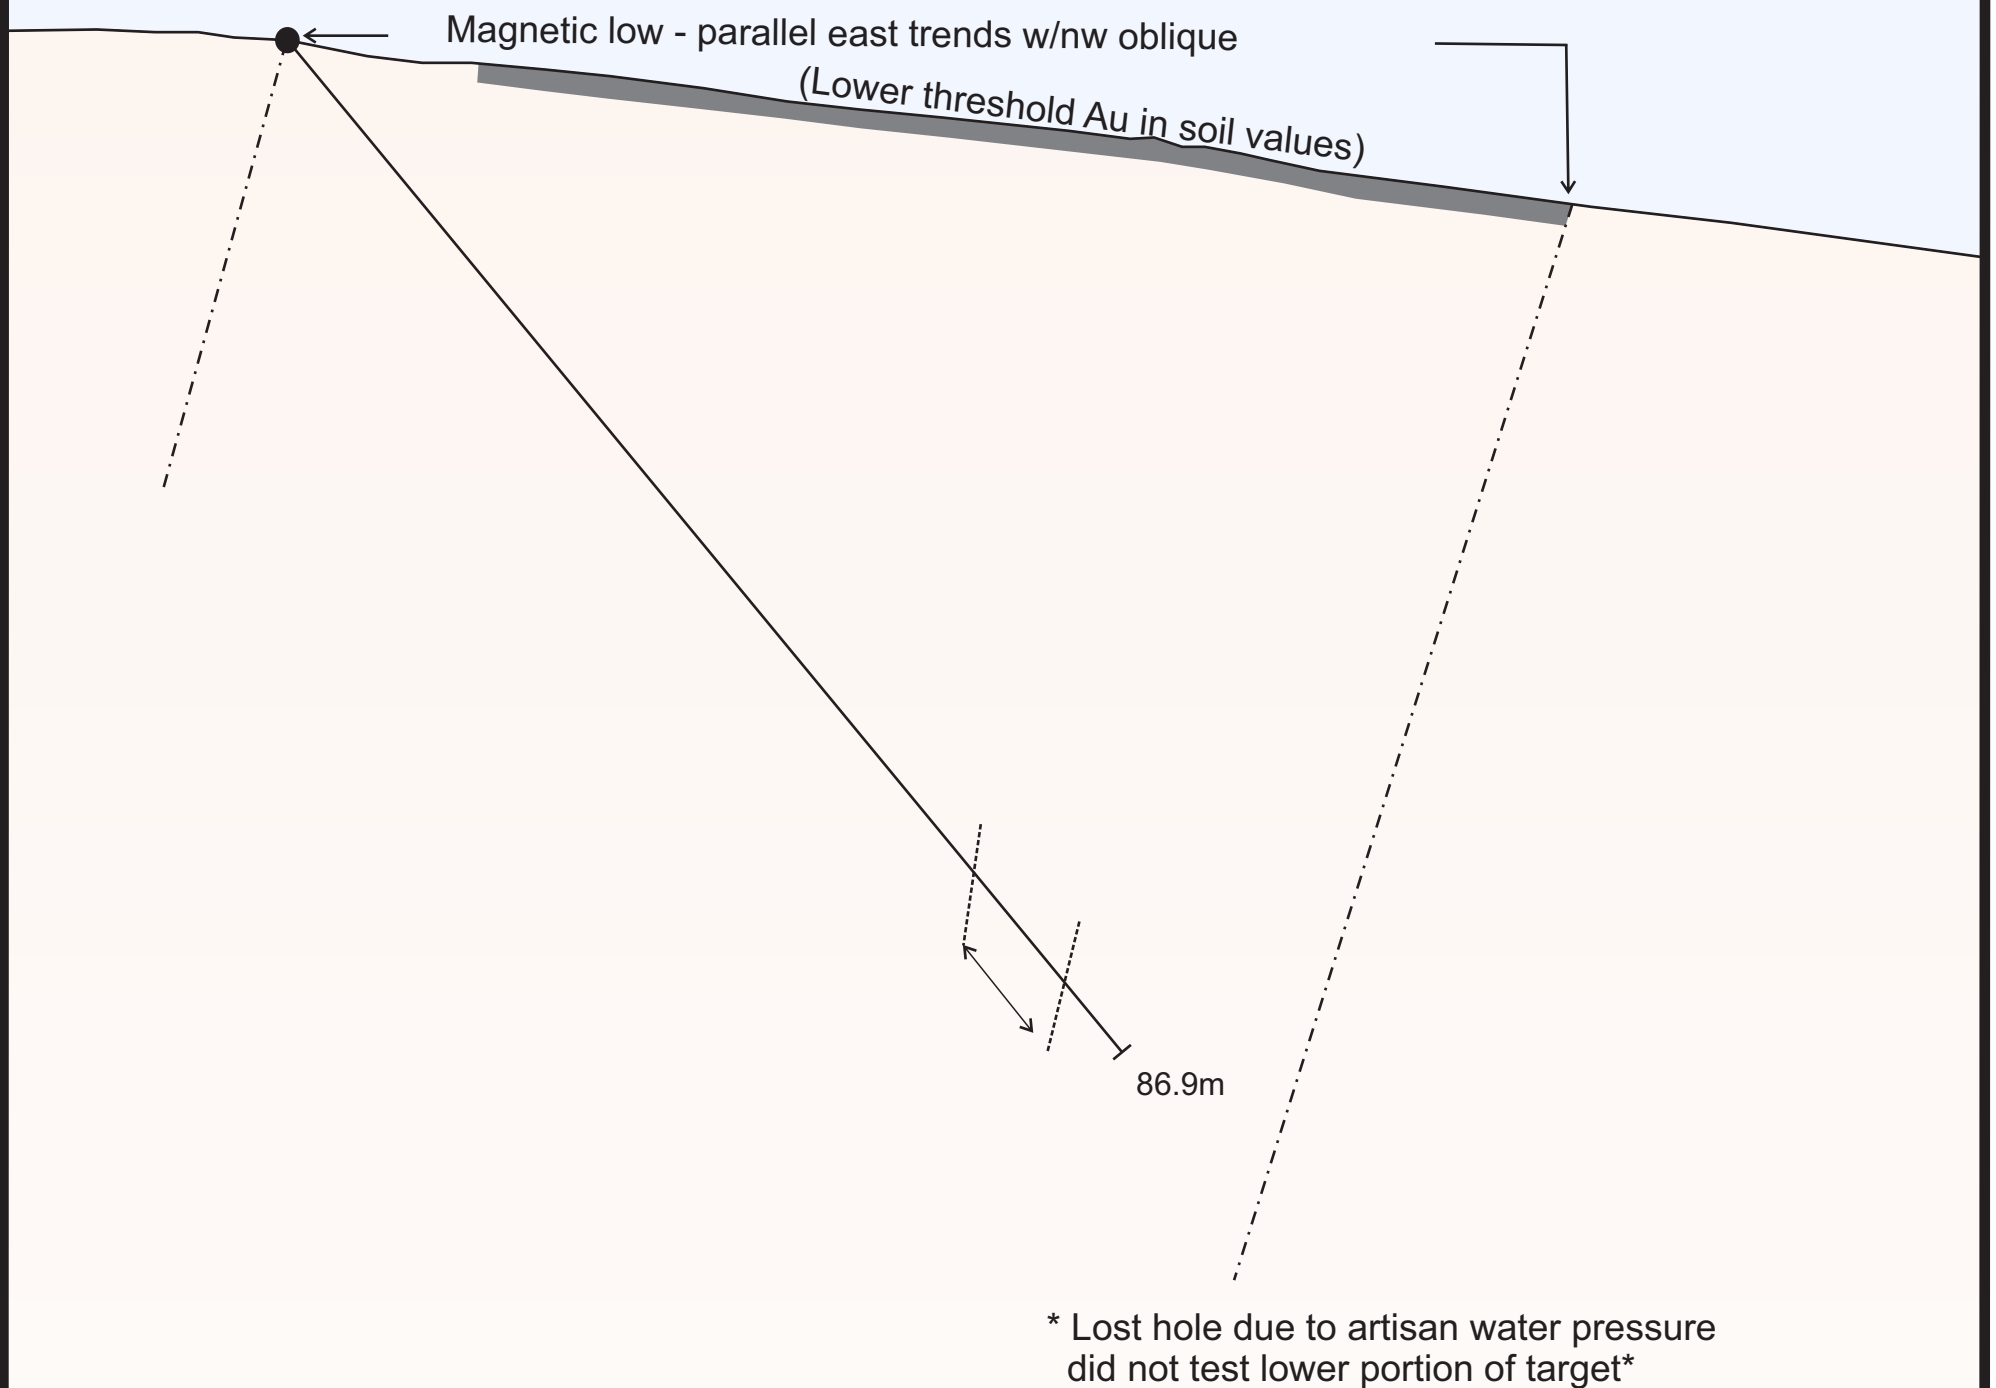 Magnetic low - parallel east trends w/nw oblique
(Lower threshold Au in soil values)
86.9m
* Lost hole due to artisan water pressure
did not test lower portion of target*